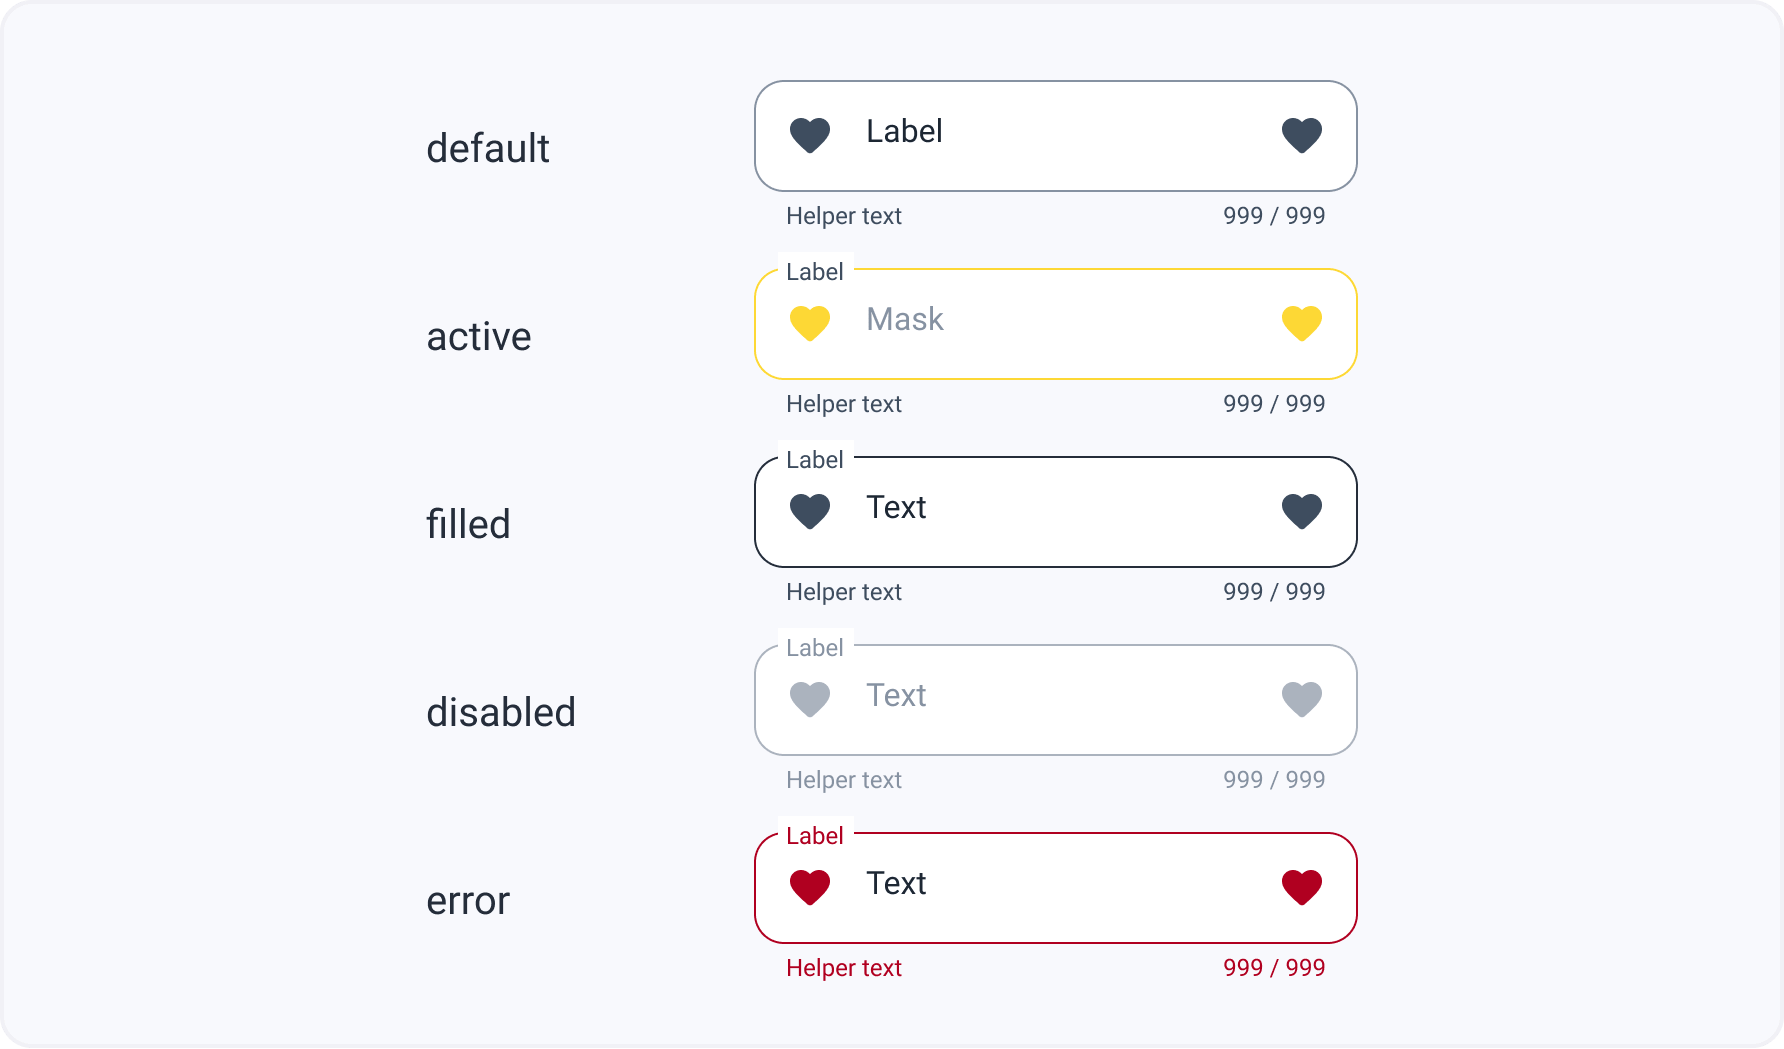 default
Label
Helper text 999 / 999
Label
active
Mask
Helper text 999 / 999
Label
filled
Text
Helper text 999 / 999
Label
disabled
Text
Helper text 999 / 999
Label
error
Text
Helper text 999 / 999